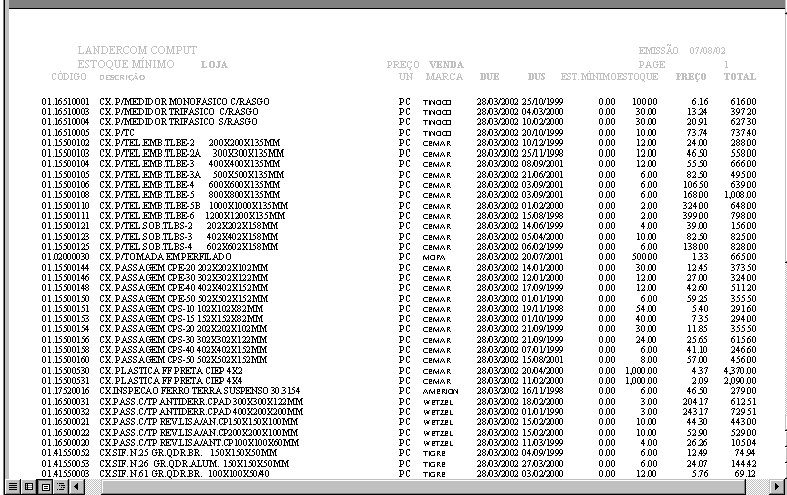 LANDERCOM COMPUT EMISSÃO 07/08/02
ESTOQUE MÍNIMO LOJA PREÇO VENDA PAGE 1
CÓDIGO DESCRIÇÃO UN MARCA DUE DUS EST.MÍNIMO ESTOQUE PREÇO TOTAL
01.16510001 CX. P/MEDIDOR MONOFASICO C/RASGO PC TINOCO 28/03/2002 25/10/1999 0.00 100.00 6.16 616.00
01.16510003 CX. P/MEDIDOR TRIFASICO C/RASGO PC TINOCO 28/03/2002 04/03/2000 0.00 30.00 13.24 397.20
01.16510004 CX. P/MEDIDOR TRIFASICO S/RASGO PC TINOCO 28/03/2002 10/02/2000 0.00 30.00 20.91 627.30
01.16510005 CX. P/TC PC TINOCO 28/03/2002 20/10/1999 0.00 10.00 73.74 737.40
01.15500102 CX. P/TEL.EMB.TLBE-2 200X200X135MM PC CEMAR 28/03/2002 10/12/1999 0.00 12.00 24.00 288.00
01.15500103 CX. P/TEL.EMB.TLBE-2A 300X300X135MM PC CEMAR 28/03/2002 25/11/1998 0.00 12.00 46.50 558.00
01.15500104 CX. P/TEL.EMB.TLBE-3 400X400X135MM PC CEMAR 28/03/2002 08/09/2001 0.00 12.00 55.50 666.00
01.15500105 CX. P/TEL.EMB.TLBE-3A 500X500X135MM PC CEMAR 28/03/2002 21/06/2001 0.00 6.00 82.50 495.00
01.15500106 CX. P/TEL.EMB.TLBE-4 600X600X135MM PC CEMAR 28/03/2002 03/09/2001 0.00 6.00 106.50 639.00
01.15500108 CX. P/TEL.EMB.TLBE-5 800X800X135MM PC CEMAR 28/03/2002 03/09/2001 0.00 6.00 168.00 1,008.00
01.15500110 CX. P/TEL.EMB.TLBE-5B 1000X1000X135MM PC CEMAR 28/03/2002 01/02/2000 0.00 2.00 324.00 648.00
01.15500111 CX. P/TEL.EMB.TLBE-6 1200X1200X135MM PC CEMAR 28/03/2002 15/08/1998 0.00 2.00 399.00 798.00
01.15500121 CX. P/TEL.SOB.TLBS-2 202X202X158MM PC CEMAR 28/03/2002 14/06/1999 0.00 4.00 39.00 156.00
01.15500123 CX. P/TEL.SOB.TLBS-3 402X402X158MM PC CEMAR 28/03/2002 05/04/2000 0.00 10.00 82.50 825.00
01.15500125 CX. P/TEL.SOB.TLBS-4 602X602X158MM PC CEMAR 28/03/2002 06/02/1999 0.00 6.00 138.00 828.00
01.02000030 CX. P/TOMADA EM PERFILADO PC MOPA 28/03/2002 20/07/2001 0.00 500.00 1.33 665.00
01.15500144 CX. PASSAGEM CPE-20 202X202X102MM PC CEMAR 28/03/2002 14/01/2000 0.00 30.00 12.45 373.50
01.15500146 CX. PASSAGEM CPE-30 302X302X122MM PC CEMAR 28/03/2002 12/01/2000 0.00 12.00 27.00 324.00
01.15500148 CX. PASSAGEM CPE-40 402X402X152MM PC CEMAR 28/03/2002 17/09/1999 0.00 12.00 42.60 511.20
01.15500150 CX. PASSAGEM CPE-50 502X502X152MM PC CEMAR 28/03/2002 01/01/1990 0.00 6.00 59.25 355.50
01.15500151 CX. PASSAGEM CPS-10 102X102X82MM PC CEMAR 28/03/2002 19/11/1998 0.00 54.00 5.40 291.60
01.15500153 CX. PASSAGEM CPS-15 152X152X82MM PC CEMAR 28/03/2002 01/10/1999 0.00 40.00 7.35 294.00
01.15500154 CX. PASSAGEM CPS-20 202X202X102MM PC CEMAR 28/03/2002 21/09/1999 0.00 30.00 11.85 355.50
01.15500156 CX. PASSAGEM CPS-30 302X302X122MM PC CEMAR 28/03/2002 21/09/1999 0.00 24.00 25.65 615.60
01.15500158 CX. PASSAGEM CPS-40 402X402X152MM PC CEMAR 28/03/2002 07/01/1999 0.00 6.00 41.10 246.60
01.15500160 CX. PASSAGEM CPS-50 502X502X152MM PC CEMAR 28/03/2002 15/08/2001 0.00 8.00 57.00 456.00
01.15500530 CX. PLASTICA FF PRETA CIEP 4X2 PC CEMAR 28/03/2002 20/04/2000 0.00 1,000.00 4.37 4,370.00
01.15500531 CX. PLASTICA FF PRETA CIEP 4X4 PC CEMAR 28/03/2002 11/02/2000 0.00 1,000.00 2.09 2,090.00
01.17520016 CX.INSPECAO FERRO TERRA SUSPENSO 30 3154 PC AMERION 28/03/2002 16/11/1998 0.00 6.00 46.50 279.00
01.16500031 CX.PASS.C/TP ANTIDERR.CPAD 300X300X122MM PC WETZEL 28/03/2002 18/02/1999 0.00 3.00 204.17 612.51
01.16500032 CX.PASS.C/TP ANTIDERR.CPAD 400X200X200MM PC WETZEL 28/03/2002 01/01/1990 0.00 3.00 243.17 729.51
01.16500021 CX.PASS.C/TP REV.LISA/AN.CP150X150X100MM PC WETZEL 28/03/2002 15/02/2000 0.00 10.00 44.30 443.00
01.16500022 CX.PASS.C/TP REV.LISA/AN.CP200X200X100MM PC WETZEL 28/03/2002 15/02/2000 0.00 10.00 52.90 529.00
01.16500020 CX.PASS.C/TP REV.LISA/ANT.CP100X100X60MM PC WETZEL 28/03/2002 11/03/1999 0.00 4.00 26.26 105.04
01.41550052 CX.SIF. N.25 GR.QDR.BR. 150X150X50MM PC TIGRE 28/03/2002 04/09/1999 0.00 6.00 12.49 74.94
01.41550053 CX.SIF. N.26 GR.QDR.ALUM. 150X150X50MM PC TIGRE 28/03/2002 27/03/2000 0.00 6.00 24.07 144.42
01.41550003 CX.SIF. N.61 GR.QDR.BR. 100X100X50/40 PC TIGRE 28/03/2002 03/02/2000 0.00 12.00 5.76 69.12